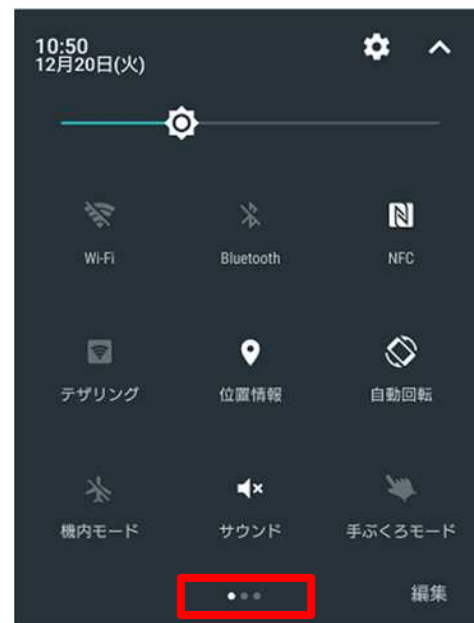 10:50
12月20日(火)
Wi-Fi
Bluetooth
NFC
テザリング
位置情報
自動回転
機内モード
サウンド
手ぶくろモード
編集